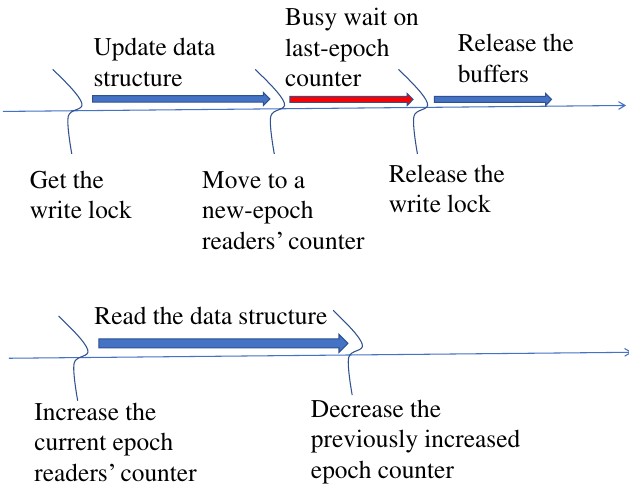 Update data
structure
Busy wait on
last-epoch
counter
Release the
buffers
Get the
write lock
Move to a
new-epoch
readers’ counter
Release the
write lock
Read the data structure
Increase the
current epoch
readers’ counter
Decrease the
previously increased
epoch counter